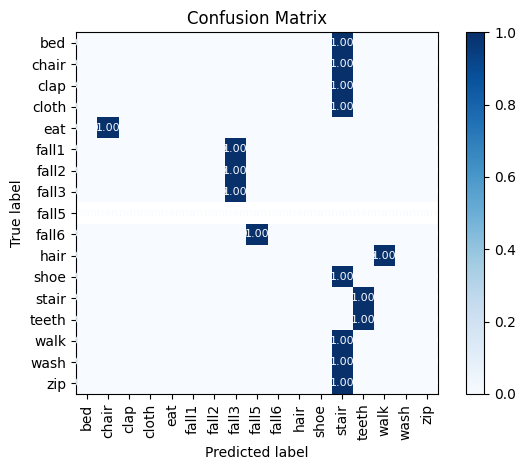 Confusion Matrix
True label
bed 1.00
chair 1.00
clap 1.00
cloth 1.00
eat 1.00
fall1 1.00
fall2 1.00
fall3 1.00
fall5
fall6 1.00
hair 1.00
shoe 1.00
stair 1.00
teeth 1.00
walk 1.00
wash 1.00
zip 1.00
bed chair clap cloth eat fall1 fall2 fall3 fall5 fall6 hair shoe stair teeth walk wash zip
Predicted label
1.0
0.8
0.6
0.4
0.2
0.0